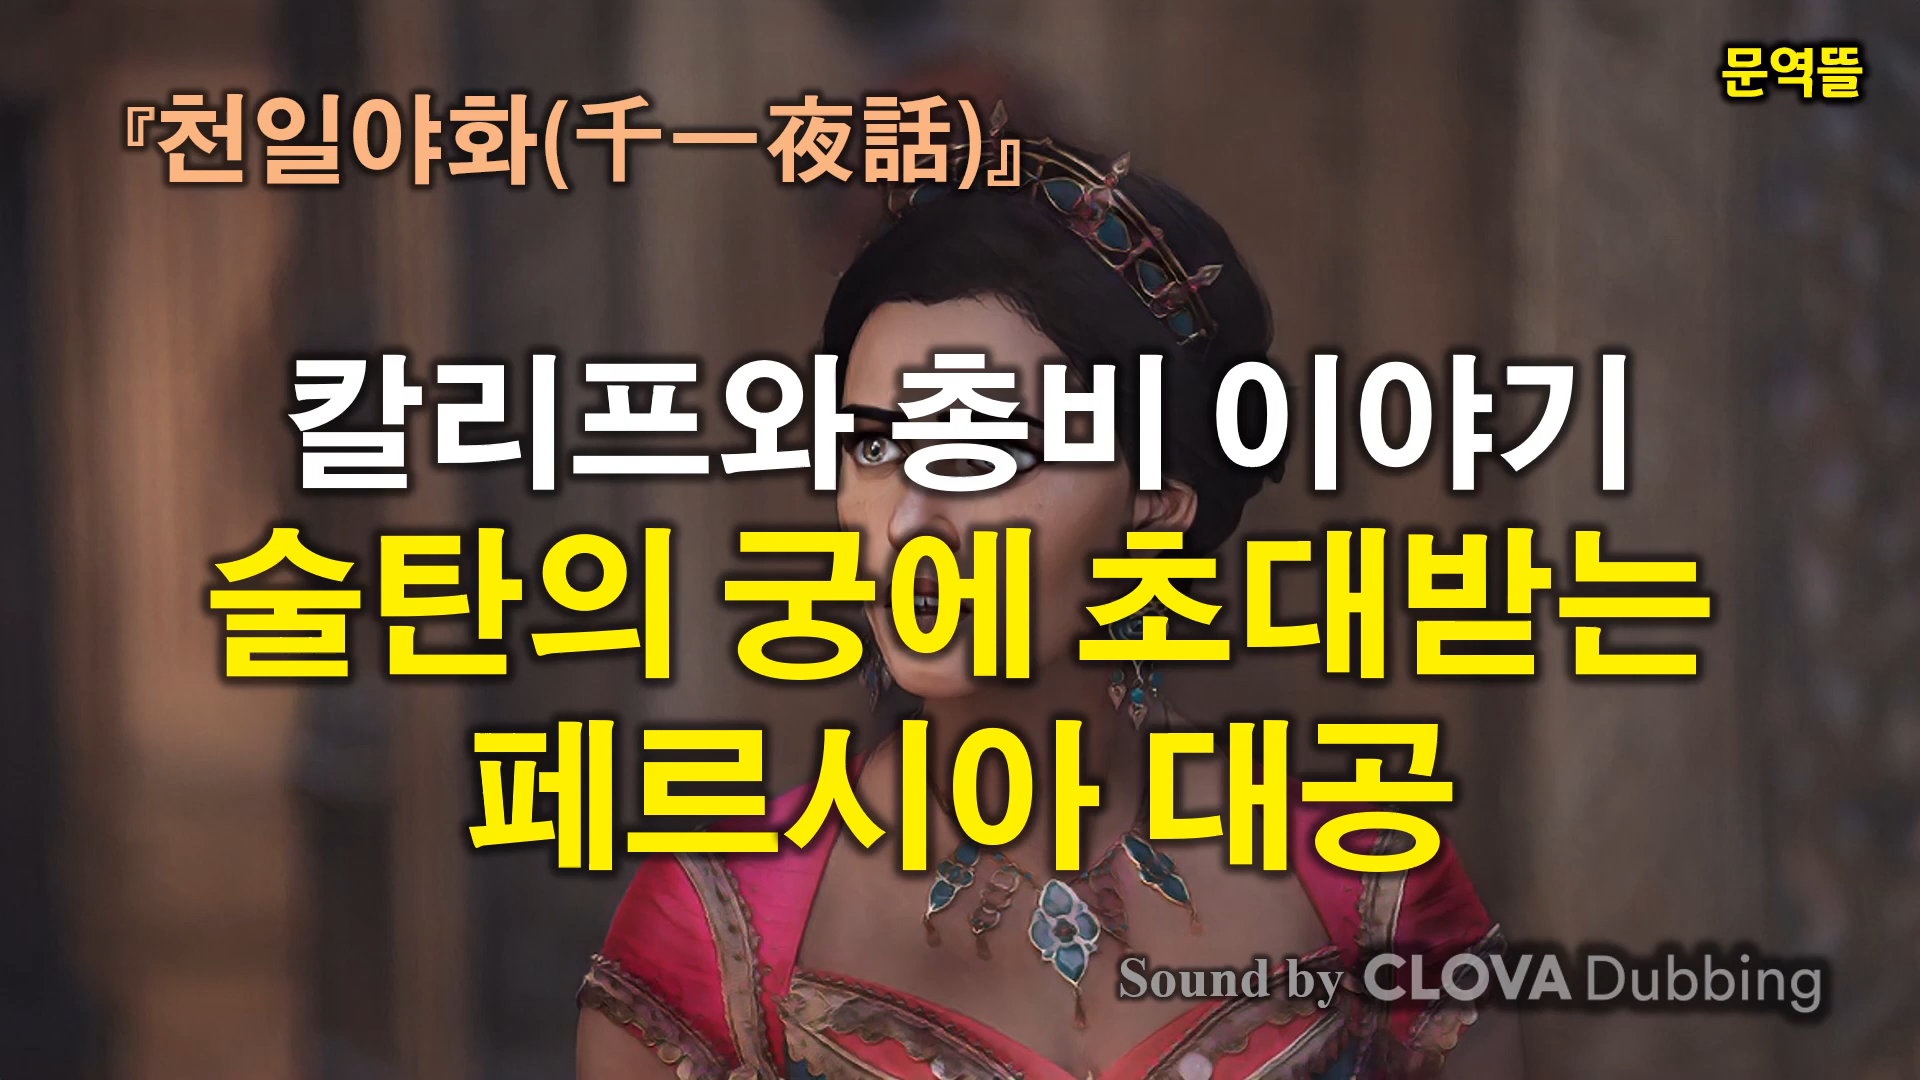 문역뜰
『천일야화(千一夜話)』
칼리프와 총비 이야기
술탄의 궁에 초대받는
페르시아 대공
Sound by CLOVA Dubbing